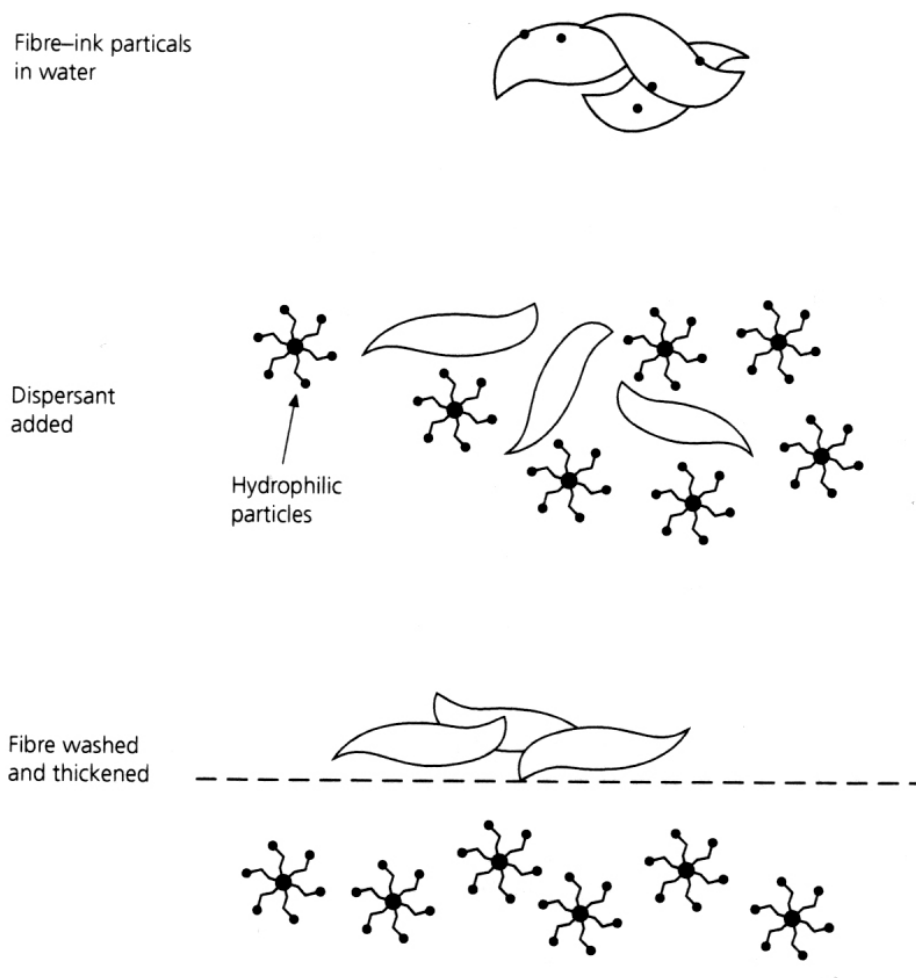 Fibre–ink particals
in water
Dispersant
added
Hydrophilic
particles
Fibre washed
and thickened